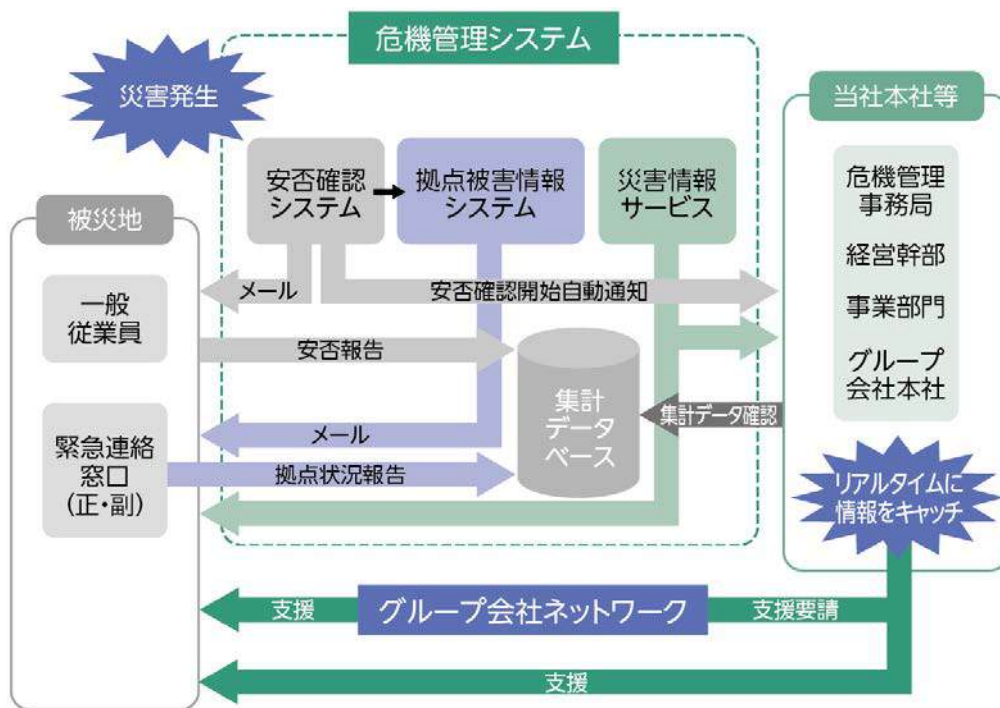 危機管理システム
災害発生
当社本社等
安否確認
システム
拠点被害情報
システム
災害情報
サービス
危機管理
事務局
経営幹部
事業部門
グループ
会社本社
被災地
一般
従業員
メール
安否確認開始自動通知
安否報告
集計
データ
ベース
集計データ確認
緊急連絡
窓口
(正・副)
メール
拠点状況報告
リアルタイムに
情報をキャッチ
支援
グループ会社ネットワーク
支援要請
支援